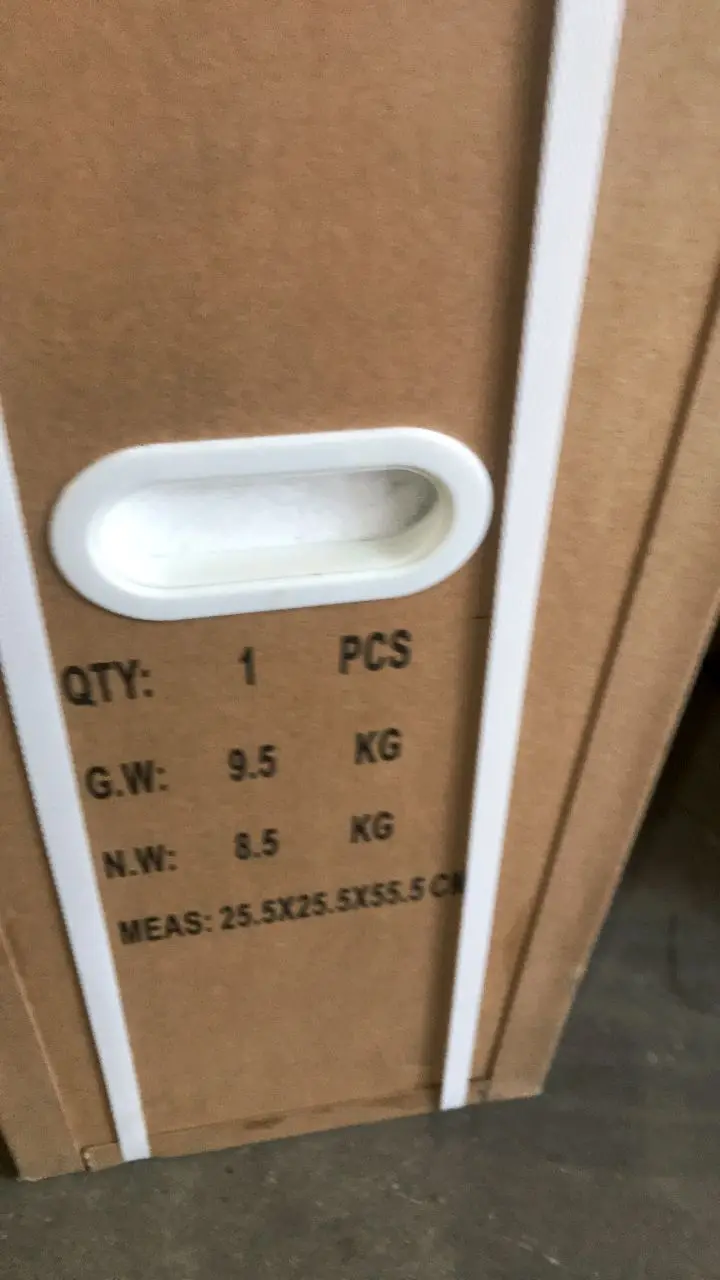 QTY: 1 PCS
G.W: 9.5 KG
N.W: 8.5 KG
MEAS: 25.5X25.5X55.5 CM